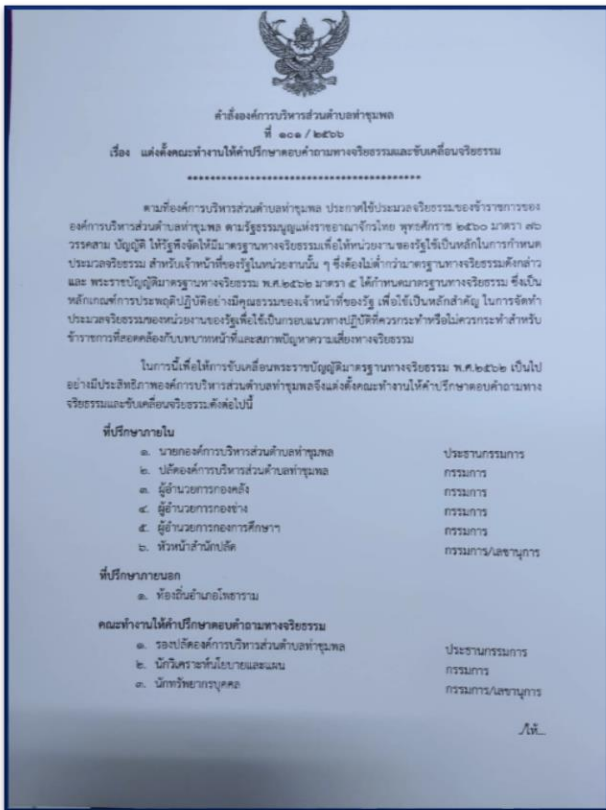 คำสั่งองค์การบริหารส่วนตำบลท่าชุมพล
ที่ ๑๐๑ / ๒๕๖๖
เรื่อง แต่งตั้งคณะทำงานให้คำปรึกษาตอบคำถามทางจริยธรรมและขับเคลื่อนจริยธรรม
******************************************
ตามที่องค์การบริหารส่วนตำบลท่าชุมพล ประกาศใช้ประมวลจริยธรรมของข้าราชการของ
องค์การบริหารส่วนตำบลท่าชุมพล ตามรัฐธรรมนูญแห่งราชอาณาจักรไทย พุทธศักราช ๒๕๖๐ มาตรา ๗๖
วรรคสาม บัญญัติ ให้รัฐพึงจัดให้มีมาตรฐานทางจริยธรรมเพื่อให้หน่วยงานของรัฐใช้เป็นหลักในการกำหนด
ประมวลจริยธรรม สำหรับเจ้าหน้าที่ของรัฐในหน่วยงานนั้น ๆ ซึ่งต้องไม่ต่ำกว่ามาตรฐานทางจริยธรรมดังกล่าว
และ พระราชบัญญัติมาตรฐานทางจริยธรรม พ.ศ.๒๕๖๒ มาตรา ๕ ได้กำหนดมาตรฐานทางจริยธรรม ซึ่งเป็น
หลักเกณฑ์การประพฤติปฏิบัติอย่างมีคุณธรรมของเจ้าหน้าที่ของรัฐ เพื่อใช้เป็นหลักสำคัญ ในการจัดทำ
ประมวลจริยธรรมของหน่วยงานของรัฐเพื่อใช้เป็นกรอบแนวทางปฏิบัติที่ควรกระทำหรือไม่ควรกระทำสำหรับ
ข้าราชการที่สอดคล้องกับบทบาทหน้าที่และสภาพปัญหาความเสี่ยงทางจริยธรรม
ในการนี้เพื่อให้การขับเคลื่อนพระราชบัญญัติมาตรฐานทางจริยธรรม พ.ศ.๒๕๖๒ เป็นไป
อย่างมีประสิทธิภาพองค์การบริหารส่วนตำบลท่าชุมพลจึงแต่งตั้งคณะทำงานให้คำปรึกษาตอบคำถามทาง
จริยธรรมและขับเคลื่อนจริยธรรมดังต่อไปนี้
ที่ปรึกษาภายใน
๑. นายกองค์การบริหารส่วนตำบลท่าชุมพล ประธานกรรมการ
๒. ปลัดองค์การบริหารส่วนตำบลท่าชุมพล กรรมการ
๓. ผู้อำนวยการกองคลัง กรรมการ
๔. ผู้อำนวยการกองช่าง กรรมการ
๕. ผู้อำนวยการกองการศึกษาฯ กรรมการ
๖. หัวหน้าสำนักปลัด กรรมการ/เลขานุการ
ที่ปรึกษาภายนอก
๑. ท้องถิ่นอำเภอโพธาราม
คณะทำงานให้คำปรึกษาตอบคำถามทางจริยธรรม
๑. รองปลัดองค์การบริหารส่วนตำบลท่าชุมพล ประธานกรรมการ
๒. นักวิเคราะห์นโยบายและแผน กรรมการ
๓. นักทรัพยากรบุคคล กรรมการ/เลขานุการ
/ให้...